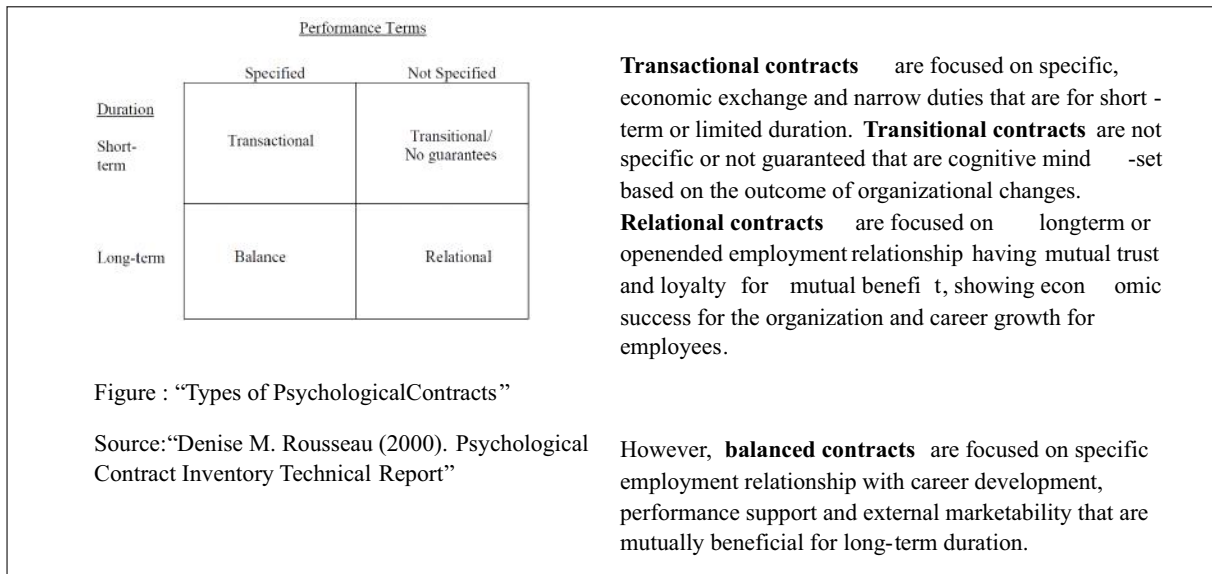 Performance Terms
Specified Not Specified
Duration
Short-
term
Transactional
Transitional/
No guarantees
Long-term Balance Relational
Figure : “Types of PsychologicalContracts”
Source:“Denise M. Rousseau (2000). Psychological
Contract Inventory Technical Report”
Transactional contracts are focused on specific,
economic exchange and narrow duties that are for short -
term or limited duration. Transitional contracts are not
specific or not guaranteed that are cognitive mind -set
based on the outcome of organizational changes.
Relational contracts are focused on longterm or
openended employment relationship having mutual trust
and loyalty for mutual benefi t, showing econ omic
success for the organization and career growth for
employees.
However, balanced contracts are focused on specific
employment relationship with career development,
performance support and external marketability that are
mutually beneficial for long-term duration.